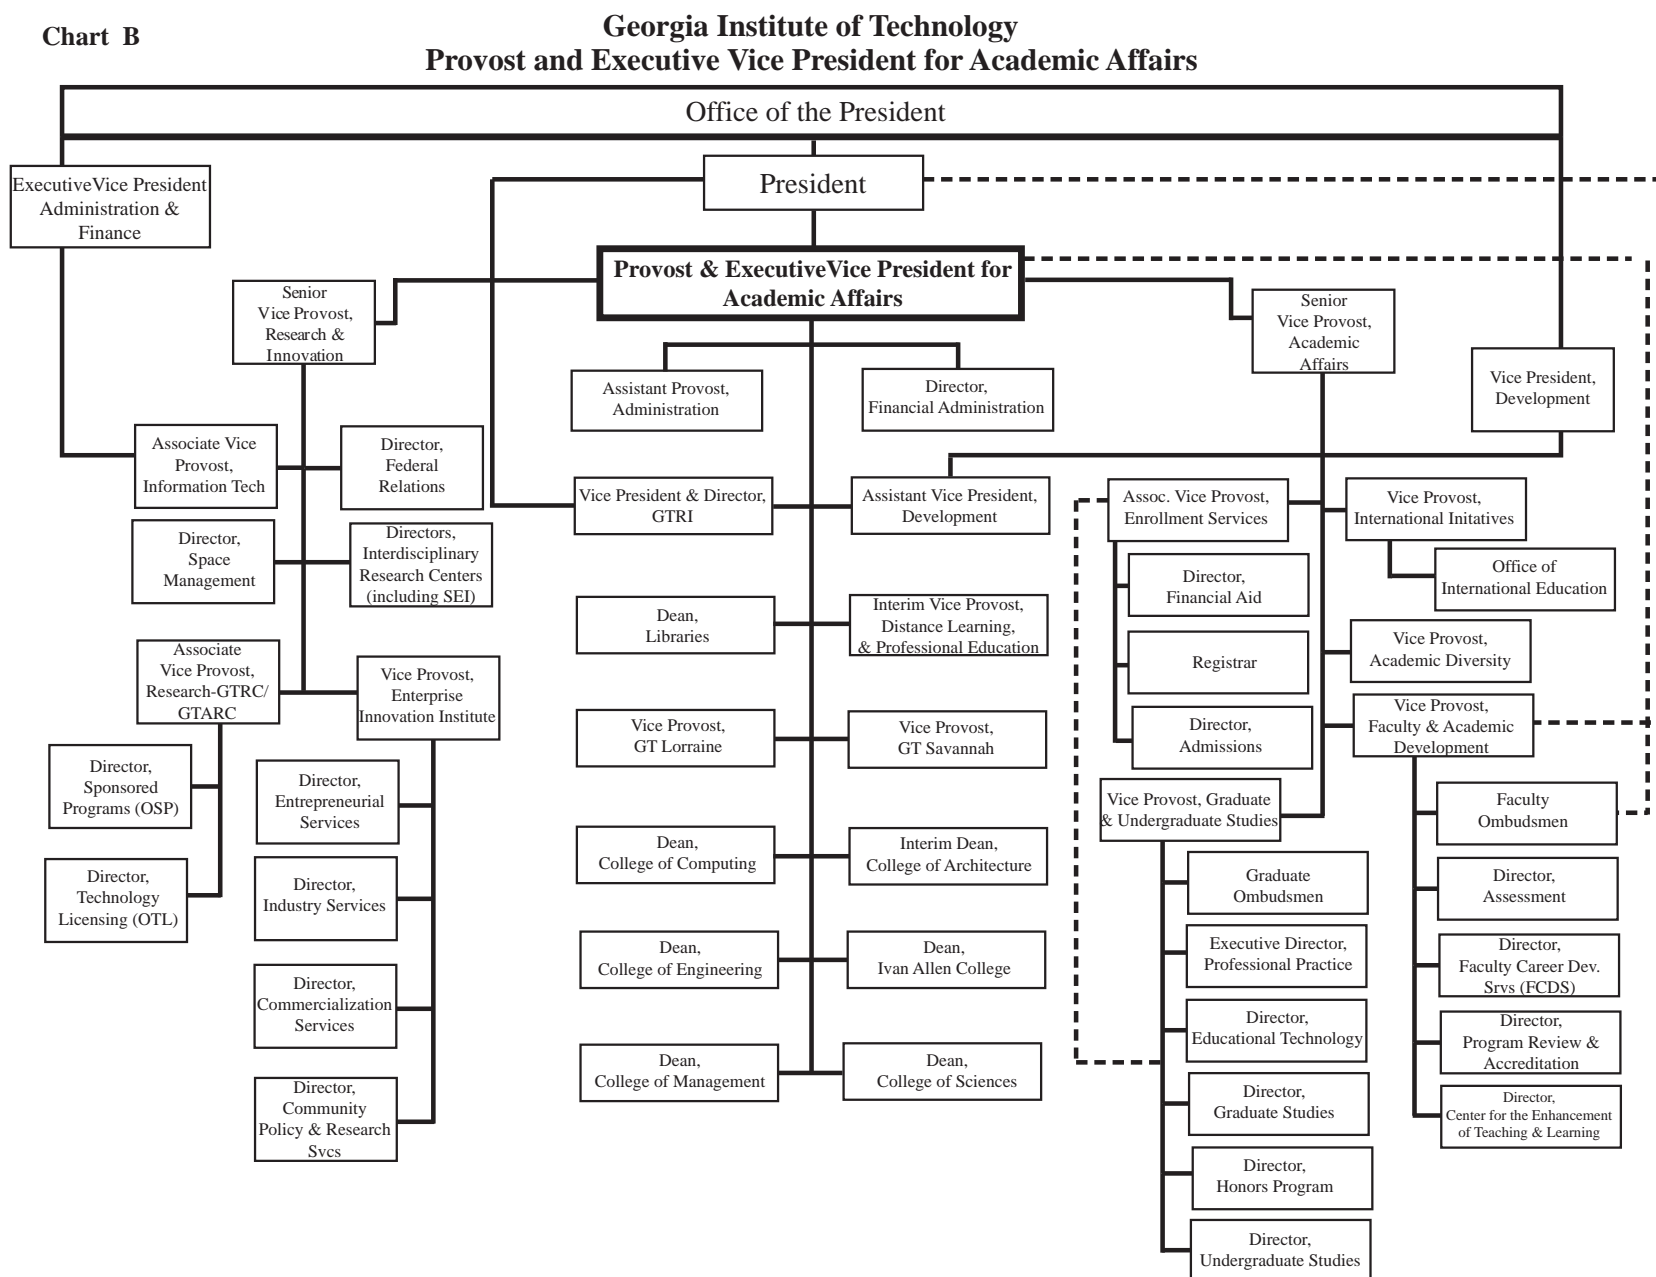 Chart B
Georgia Institute of Technology
Provost and Executive Vice President for Academic Affairs
Office of the President
ExecutiveVice President
Administration &
Finance
President
Provost & ExecutiveVice President for
Academic Affairs
Senior
Vice Provost,
Research &
Innovation
Senior
Vice Provost,
Academic
Affairs
Assistant Provost,
Administration
Director,
Financial Administration
Vice President,
Development
Associate Vice
Provost,
Information Tech
Director,
Federal
Relations
Vice President & Director,
GTRI
Assistant Vice President,
Development
Assoc. Vice Provost,
Enrollment Services
Vice Provost,
International Initatives
Director,
Space
Management
Directors,
Interdisciplinary
Research Centers
(including SEI)
Director,
Financial Aid
Office of
International Education
Dean,
Libraries
Interim Vice Provost,
Distance Learning,
& Professional Education
Registrar
Vice Provost,
Academic Diversity
Associate
Vice Provost,
Research-GTRC/
GTARC
Vice Provost,
Enterprise
Innovation Institute
Vice Provost,
GT Lorraine
Vice Provost,
GT Savannah
Director,
Admissions
Vice Provost,
Faculty & Academic
Development
Director,
Sponsored
Programs (OSP)
Director,
Entrepreneurial
Services
Vice Provost, Graduate
& Undergraduate Studies
Faculty
Ombudsmen
Dean,
College of Computing
Interim Dean,
College of Architecture
Director,
Technology
Licensing (OTL)
Director,
Industry Services
Graduate
Ombudsmen
Director,
Assessment
Dean,
College of Engineering
Dean,
Ivan Allen College
Executive Director,
Professional Practice
Director,
Faculty Career Dev.
Srvs (FCDS)
Director,
Commercialization
Services
Director,
Educational Technology
Director,
Program Review &
Accreditation
Dean,
College of Management
Dean,
College of Sciences
Director,
Community
Policy & Research
Svcs
Director,
Graduate Studies
Director,
Center for the Enhancement
of Teaching & Learning
Director,
Honors Program
Director,
Undergraduate Studies